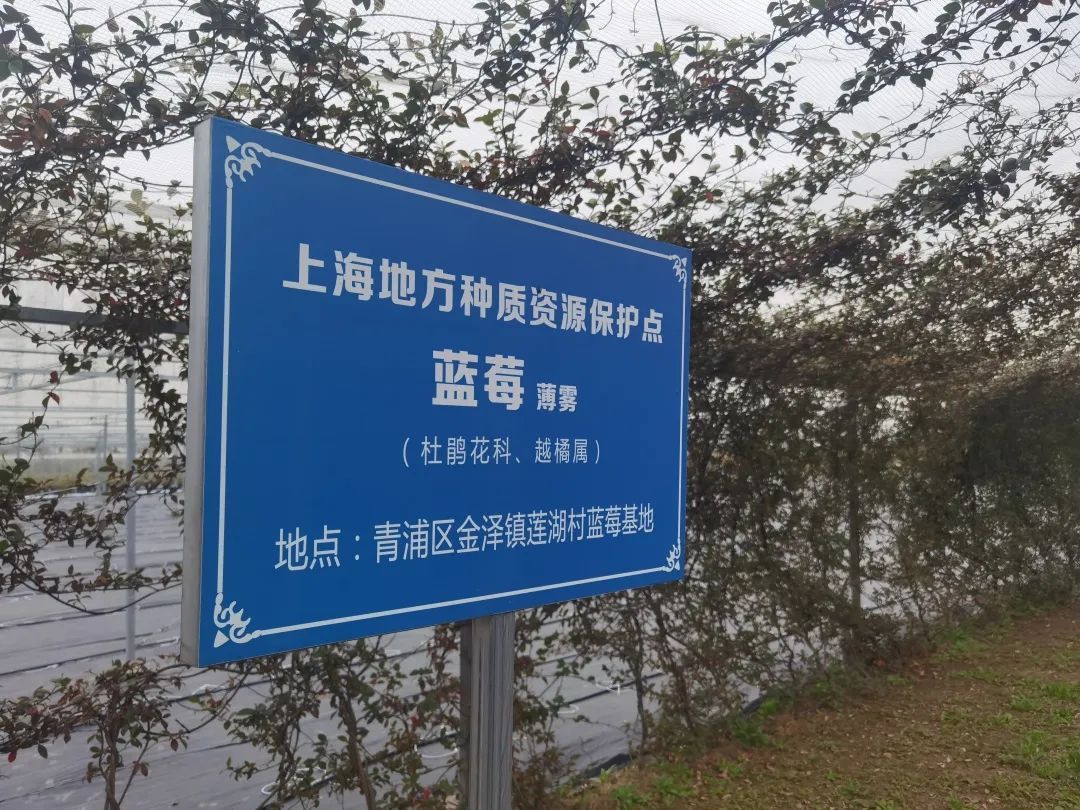 上海地方种质资源保护点
蓝莓 薄雾
（杜鹃花科、越橘属）
地点：青浦区金泽镇莲湖村蓝莓基地